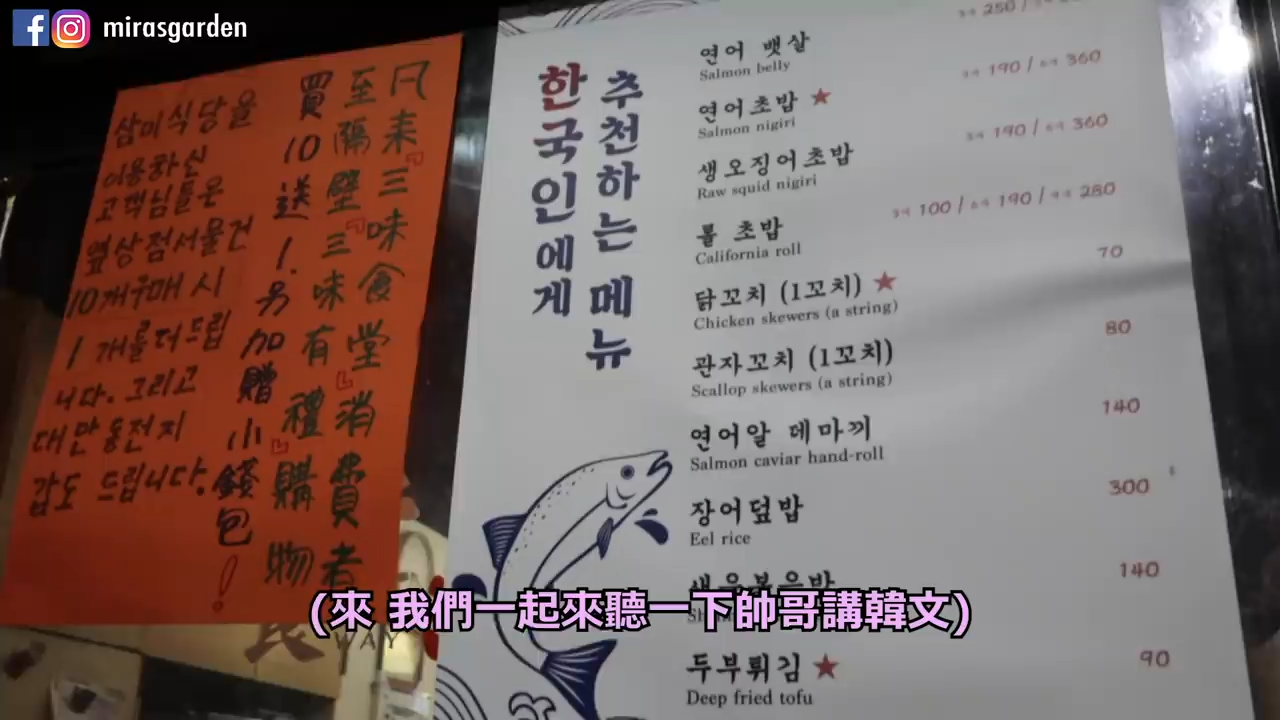 mirasgarden
삼미식당을
이용하신
고객님들은
옆상점서물건
10개구매 시
1 개를더드립
니다. 그리고
대만동전지
갑도 드립니다.
凡來『三味食堂』消費者
至隔壁『三味有禮』購物
買10送1.另加贈小錢包!
한국인에게
추천하는 메뉴
연어 뱃살 250 /
Salmon belly
연어초밥 ★ 190 / 360
Salmon nigiri
생오징어초밥 190 / 360
Raw squid nigiri
롤 초밥 100 / 190 / 280
California roll
닭꼬치 (1꼬치) ★ 70
Chicken skewers (a string)
관자꼬치 (1꼬치) 80
Scallop skewers (a string)
연어알 데마끼 140
Salmon caviar hand-roll
장어덮밥 300
Eel rice
새우볶음밥 140
두부튀김 ★ 90
Deep fried tofu
(來 我們一起來聽一下帥哥講韓文)